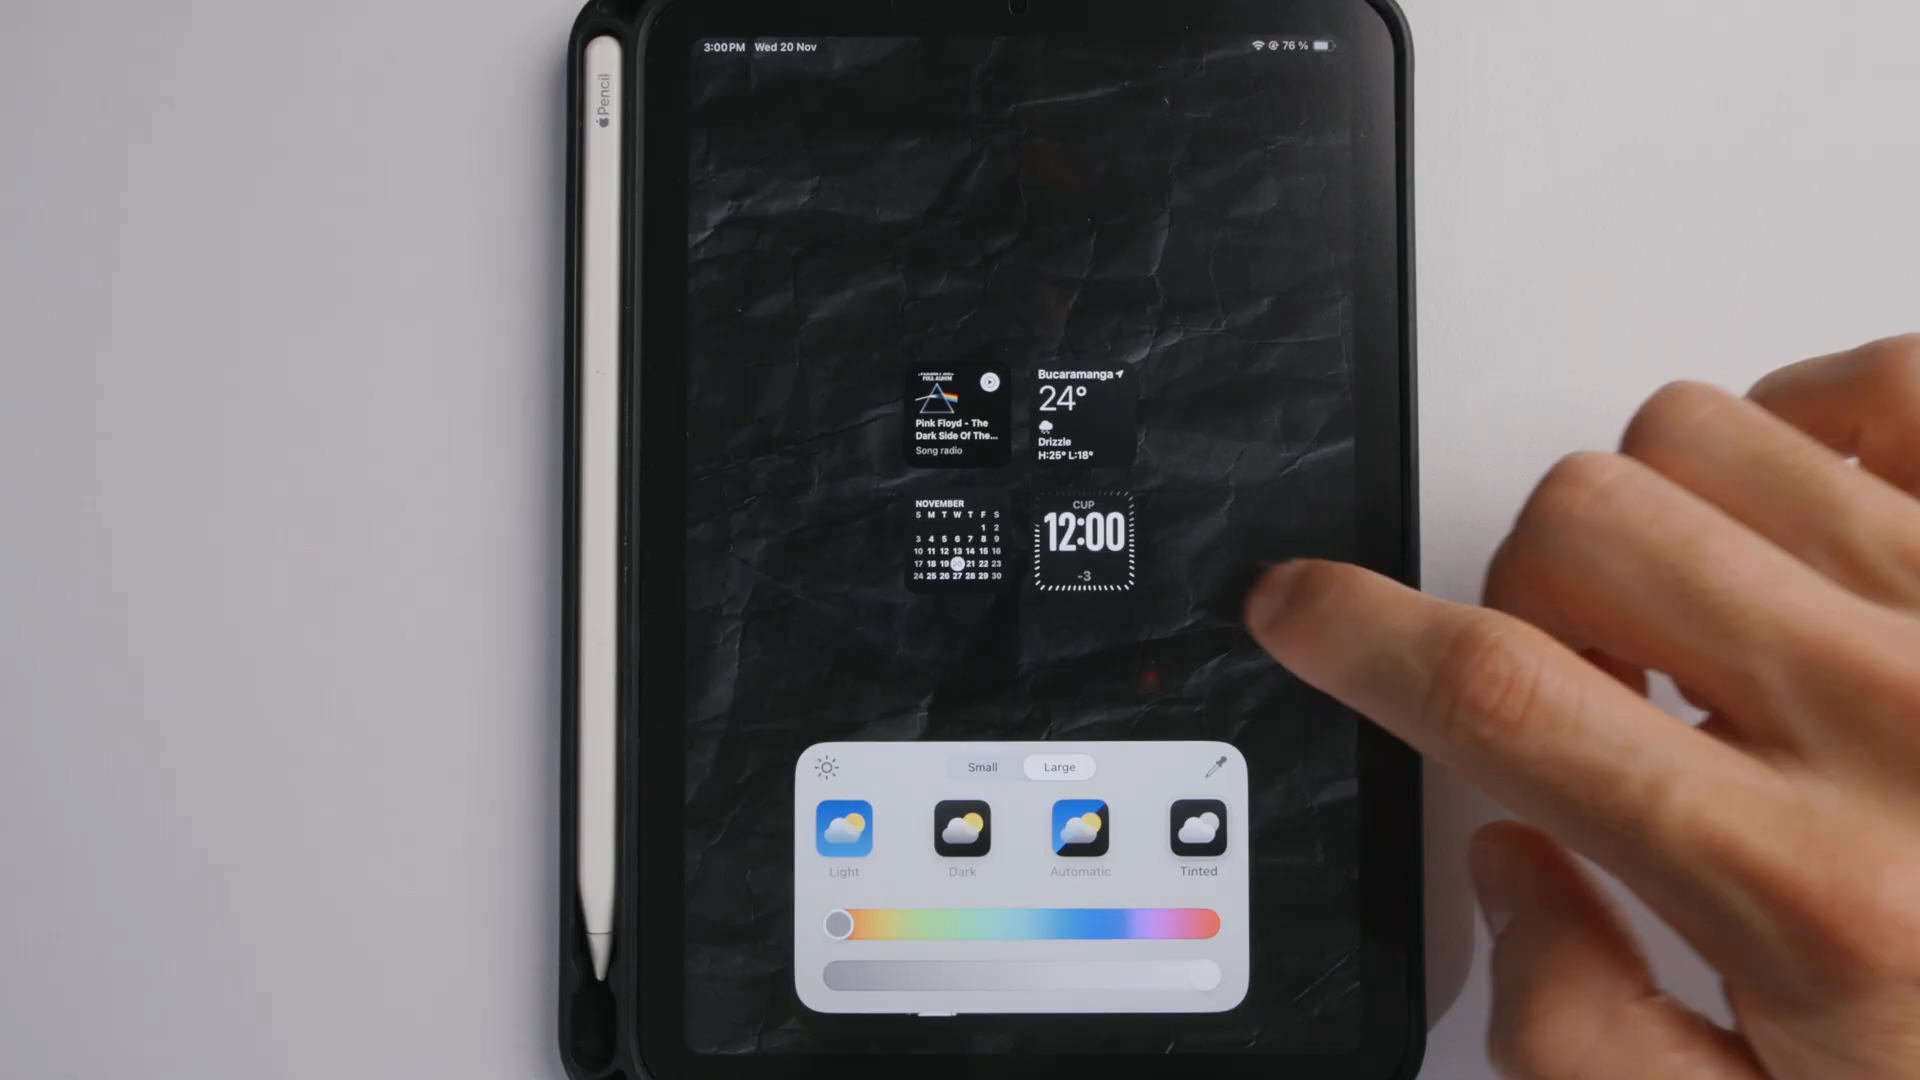 3:00 PM Wed 20 Nov
76 %
Pencil
FULL ALBUM
Pink Floyd - The
Dark Side Of The...
Song radio
Bucaramanga
24°
Drizzle
H:25° L:18°
NOVEMBER
S M T W T F S
1 2
3 4 5 6 7 8 9
10 11 12 13 14 15 16
17 18 19 20 21 22 23
24 25 26 27 28 29 30
CUP
12:00
-3
Small Large
Light Dark Automatic Tinted